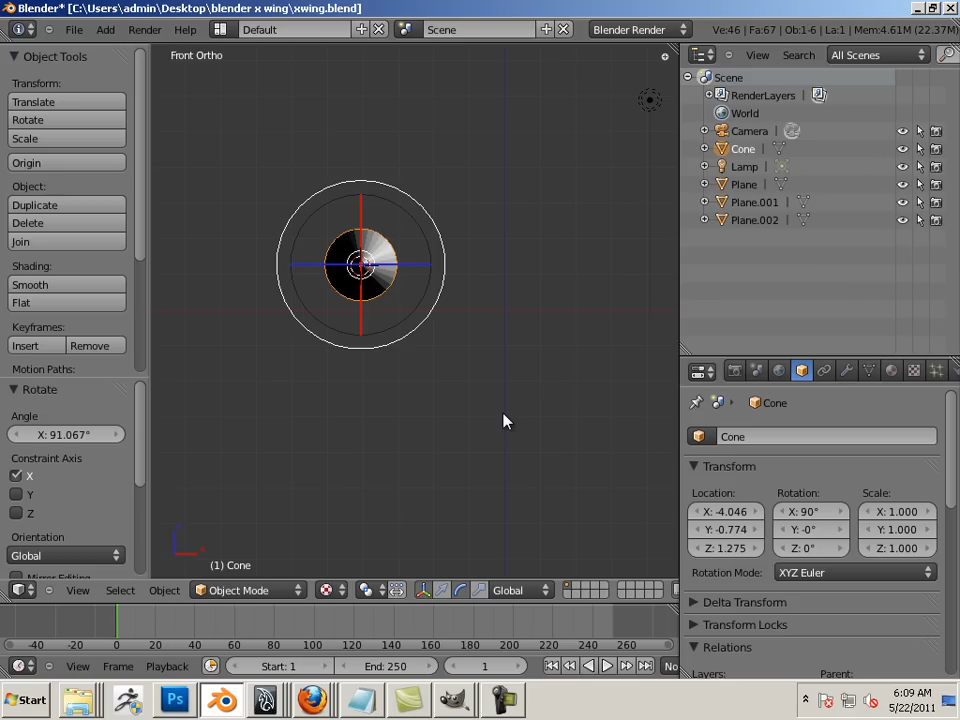 Blender* [C:\Users\admin\Desktop\blender x wing\xwing.blend]
File Add Render Help Default Scene Blender Render Ve:46 | Fa:67 | Ob:1-6 | La:1 | Mem:4.61M (22.37M)
Object Tools
Transform:
Translate
Rotate
Scale
Origin
Object:
Duplicate
Delete
Join
Shading:
Smooth
Flat
Keyframes:
Insert Remove
Motion Paths:
Rotate
Angle
X: 91.067°
Constraint Axis
X
Y
Z
Orientation
Global
Front Ortho
(1) Cone
View Select Object Object Mode Global
-40 -20 0 20 40 60 80 100 120 140 160 180 200 220 240 260
View Frame Playback Start: 1 End: 250 1 No
View Search All Scenes
Scene
RenderLayers |
World
Camera |
Cone |
Lamp |
Plane |
Plane.001 |
Plane.002 |
Cone
Cone
Transform
Location: Rotation: Scale:
X: -4.046 X: 90° X: 1.000
Y: -0.774 Y: -0° Y: 1.000
Z: 1.275 Z: 0° Z: 1.000
Rotation Mode: XYZ Euler
Delta Transform
Transform Locks
Relations
Layers: Parent:
Start Ps 6:09 AM
5/22/2011